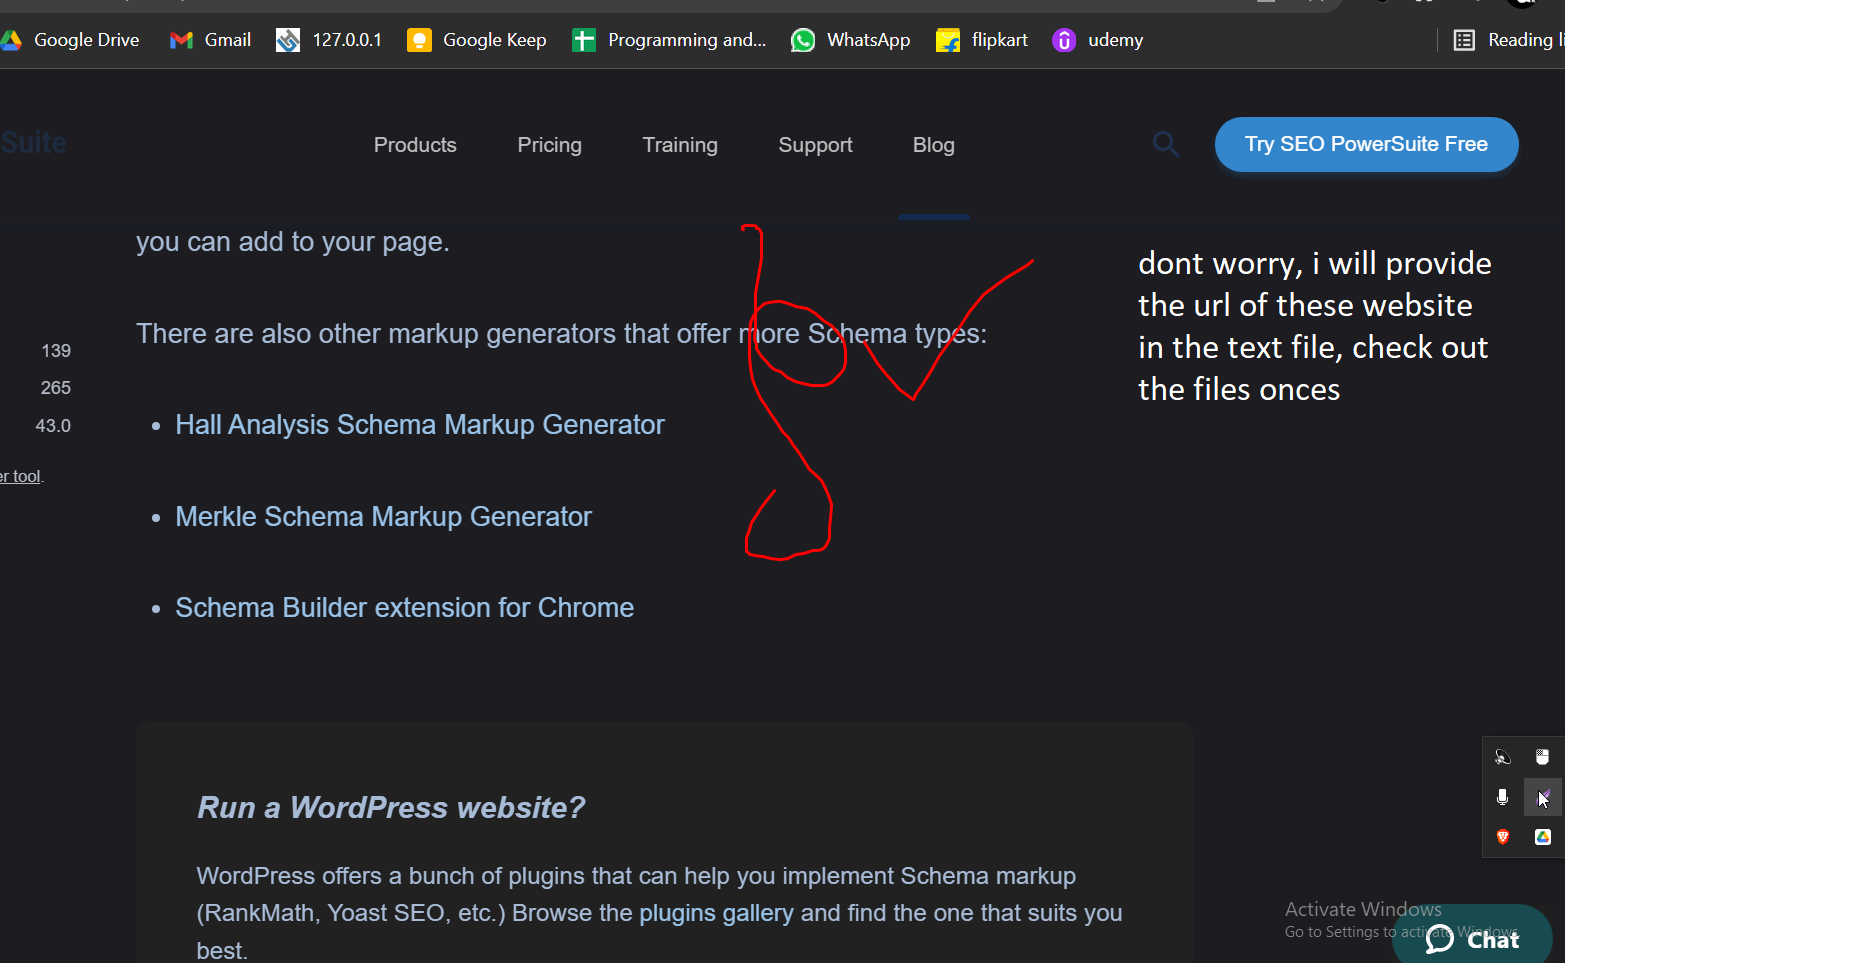 Google Drive Gmail 127.0.0.1 Google Keep Programming and... WhatsApp flipkart udemy Reading li
Suite Products Pricing Training Support Blog Try SEO PowerSuite Free
you can add to your page.
There are also other markup generators that offer more Schema types:
139
265
43.0
er tool.
Hall Analysis Schema Markup Generator
Merkle Schema Markup Generator
Schema Builder extension for Chrome
dont worry, i will provide
the url of these website
in the text file, check out
the files onces
Run a WordPress website?
WordPress offers a bunch of plugins that can help you implement Schema markup
(RankMath, Yoast SEO, etc.) Browse the plugins gallery and find the one that suits you
best.
Activate Windows
Go to Settings to activate Windows.
Chat